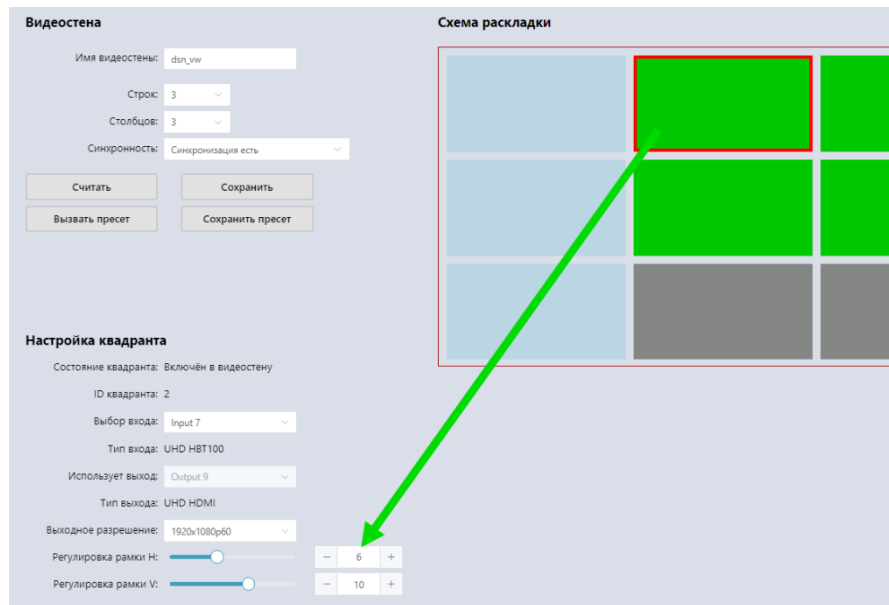 Видеостена
Схема раскладки
Имя видеостены: dsn_vw
Строк: 3
Столбцов: 3
Синхронность: Синхронизация есть
Считать
Сохранить
Вызвать пресет
Сохранить пресет
Настройка квадранта
Состояние квадранта: Включён в видеостену
ID квадранта: 2
Выбор входа: Input 7
Тип входа: UHD HBT100
Использует выход: Output 9
Тип выхода: UHD HDMI
Выходное разрешение: 1920x1080p60
Регулировка рамки H: − 6 +
Регулировка рамки V: − 10 +